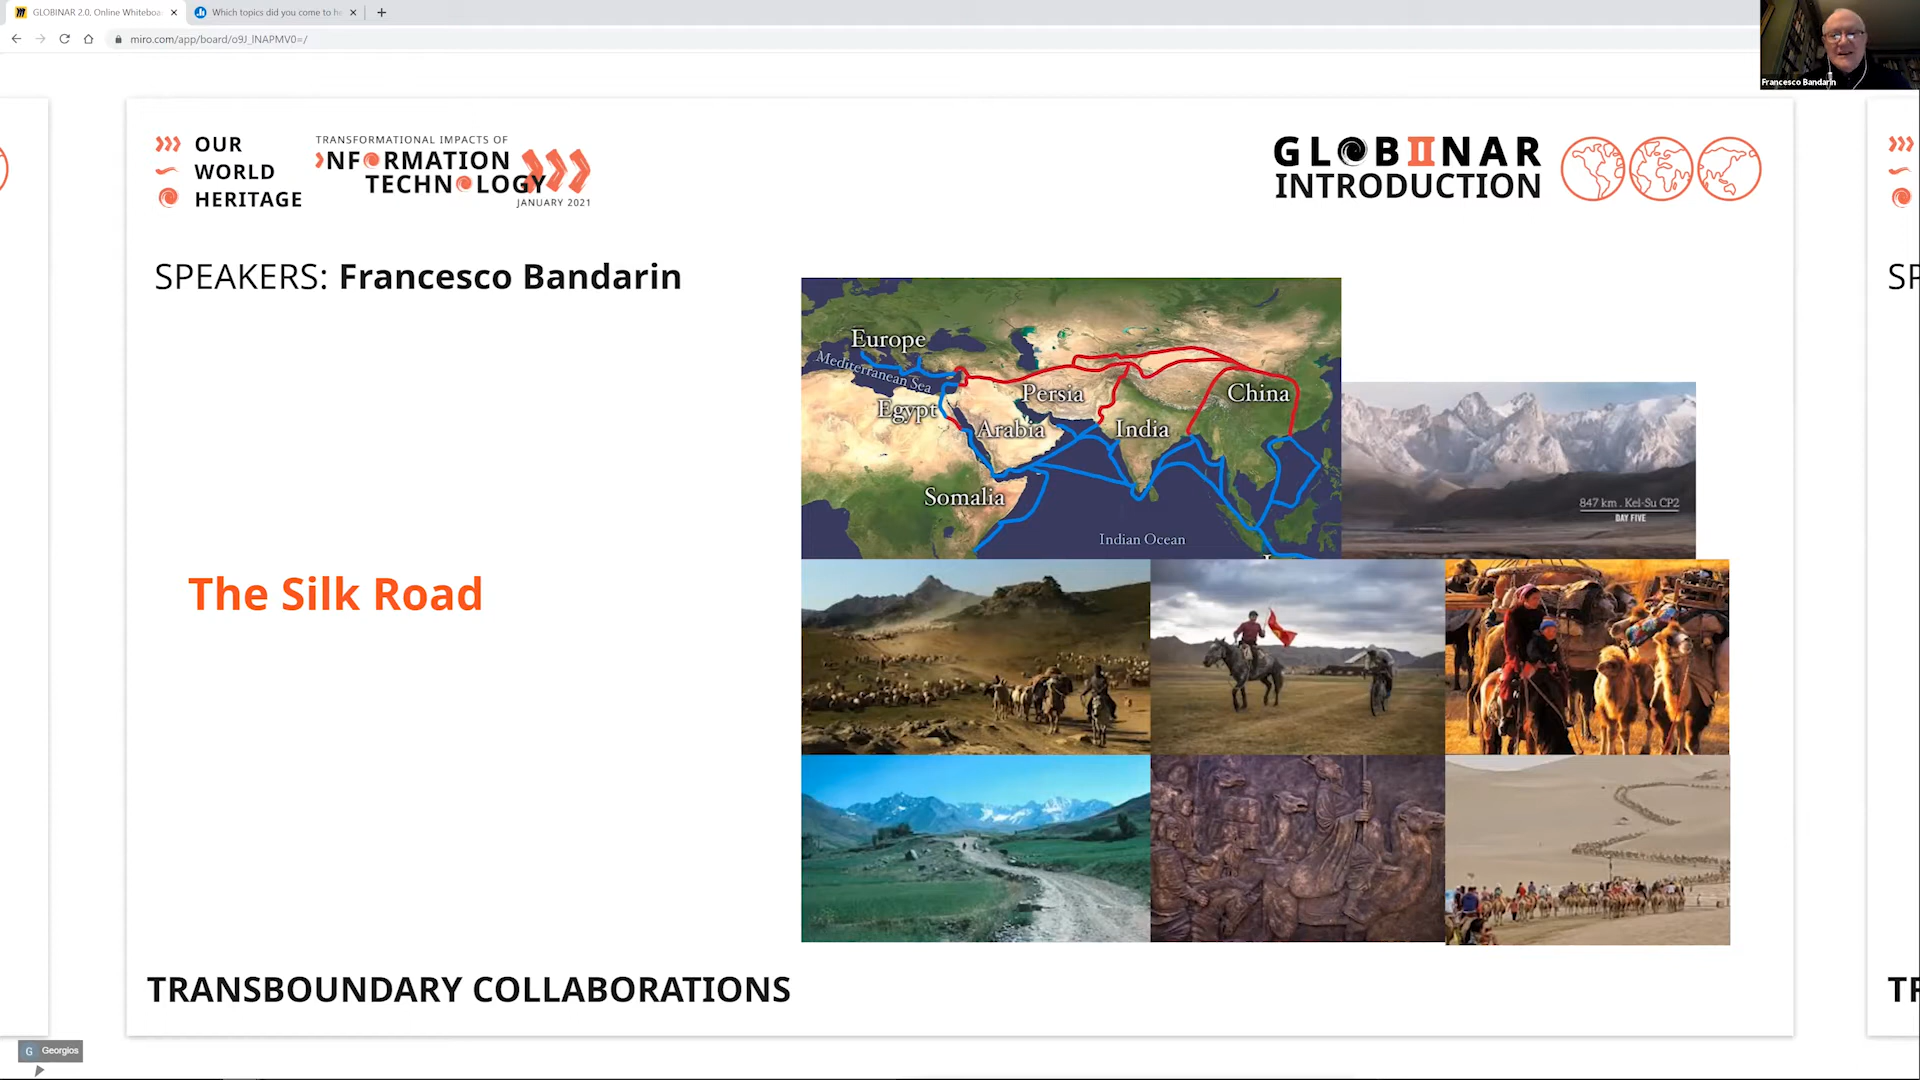 GLOBINAR 2.0, Online Whiteboa
Which topics did you come to he
miro.com/app/board/o9J_lNAPMV0=/
Francesco Bandarin
OUR
WORLD
HERITAGE
TRANSFORMATIONAL IMPACTS OF
INFORMATION
TECHNOLOGY
JANUARY 2021
GLOBIINAR
INTRODUCTION
SPEAKERS: Francesco Bandarin
SP
Europe
Mediterranean Sea
Egypt
Persia
Arabia
India
China
Somalia
Indian Ocean
847 km . Kel-Su CP2
DAY FIVE
The Silk Road
TRANSBOUNDARY COLLABORATIONS
TR
G Georgios